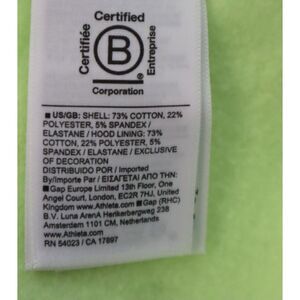 Certified
Certifiée
B
Entreprise
Corporation
■ US/GB: SHELL: 73% COTTON, 22%
POLYESTER, 5% SPANDEX /
ELASTANE / HOOD LINING: 73%
COTTON, 22% POLYESTER, 5%
SPANDEX / ELASTANE / EXCLUSIVE
OF DECORATION
DISTRIBUIDO POR / Imported
By/Importe Par / ΕΙΣΑΓΕΤΑΙ ΑΠΟ ΤΗΝ:
■ Gap Europe Limited 13th Floor, One
Angel Court, London, EC2R 7HJ, United
Kingdom www.Athleta.com ■ Gap (RHC)
B.V. Luna ArenA Herikerbergweg 238
Amsterdam 1101 CM, Netherlands
www.Athleta.com
RN 54023 / CA 17897